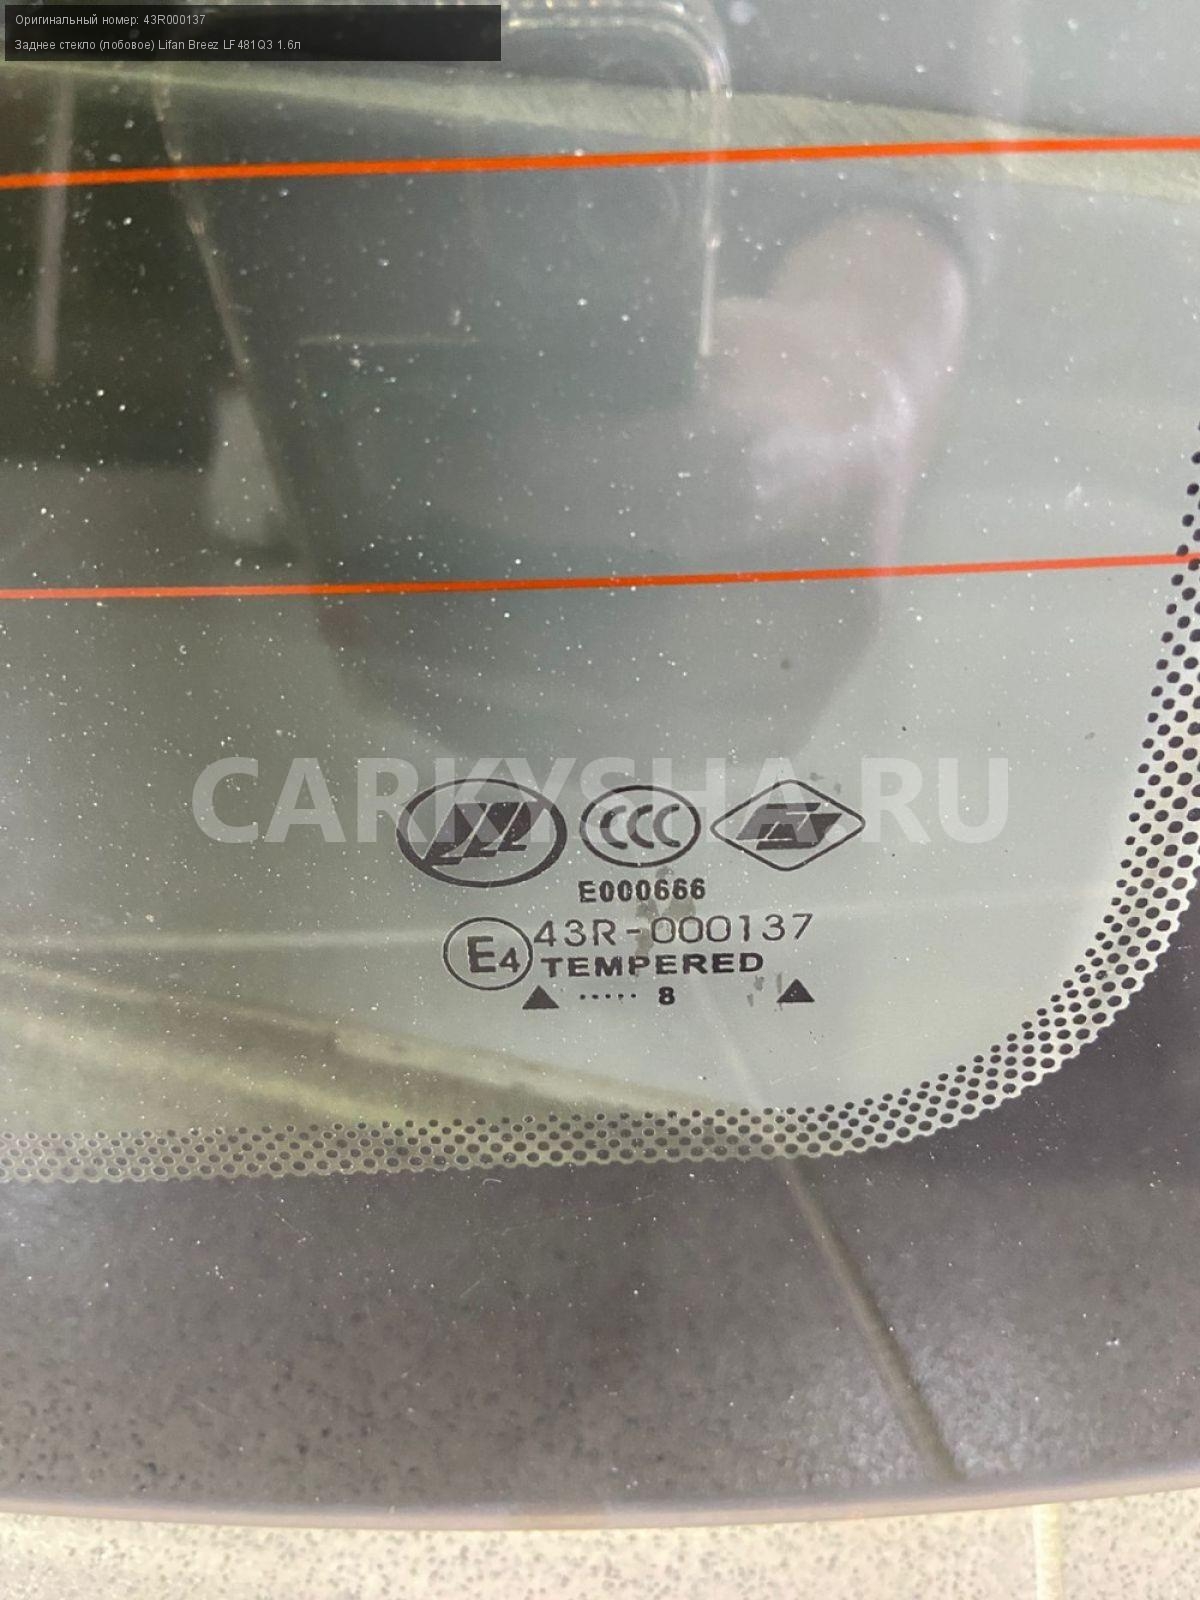 Оригинальный номер: 43R000137
Заднее стекло (лобовое) Lifan Breez LF481Q3 1.6л
CARKYSHA.RU
CCC
E000666
E4 43R-000137
TEMPERED
..... 8